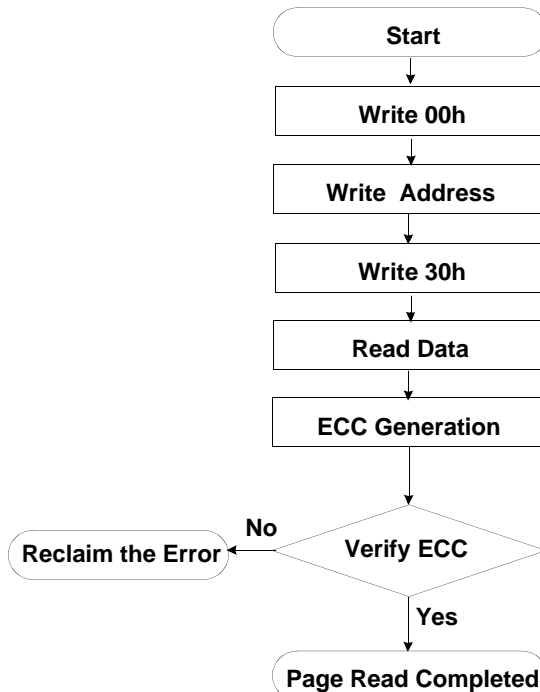 Start
Write 00h
Write Address
Write 30h
Read Data
ECC Generation
No
Reclaim the Error
Verify ECC
Yes
Page Read Completed